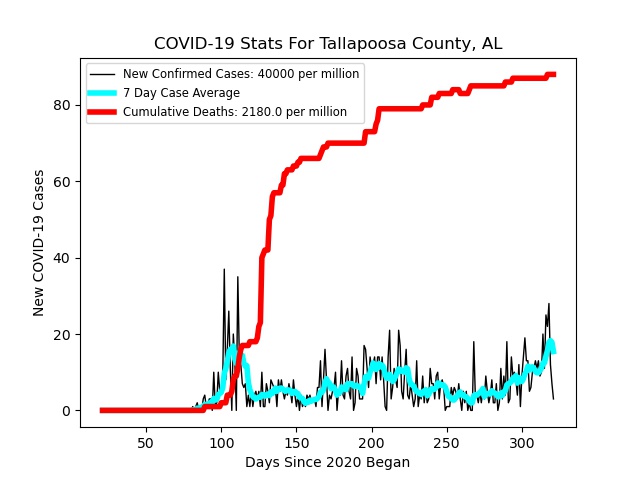 COVID-19 Stats For Tallapoosa County, AL
New Confirmed Cases: 40000 per million
7 Day Case Average
Cumulative Deaths: 2180.0 per million
New COVID-19 Cases
80
60
40
20
0
50 100 150 200 250 300
Days Since 2020 Began